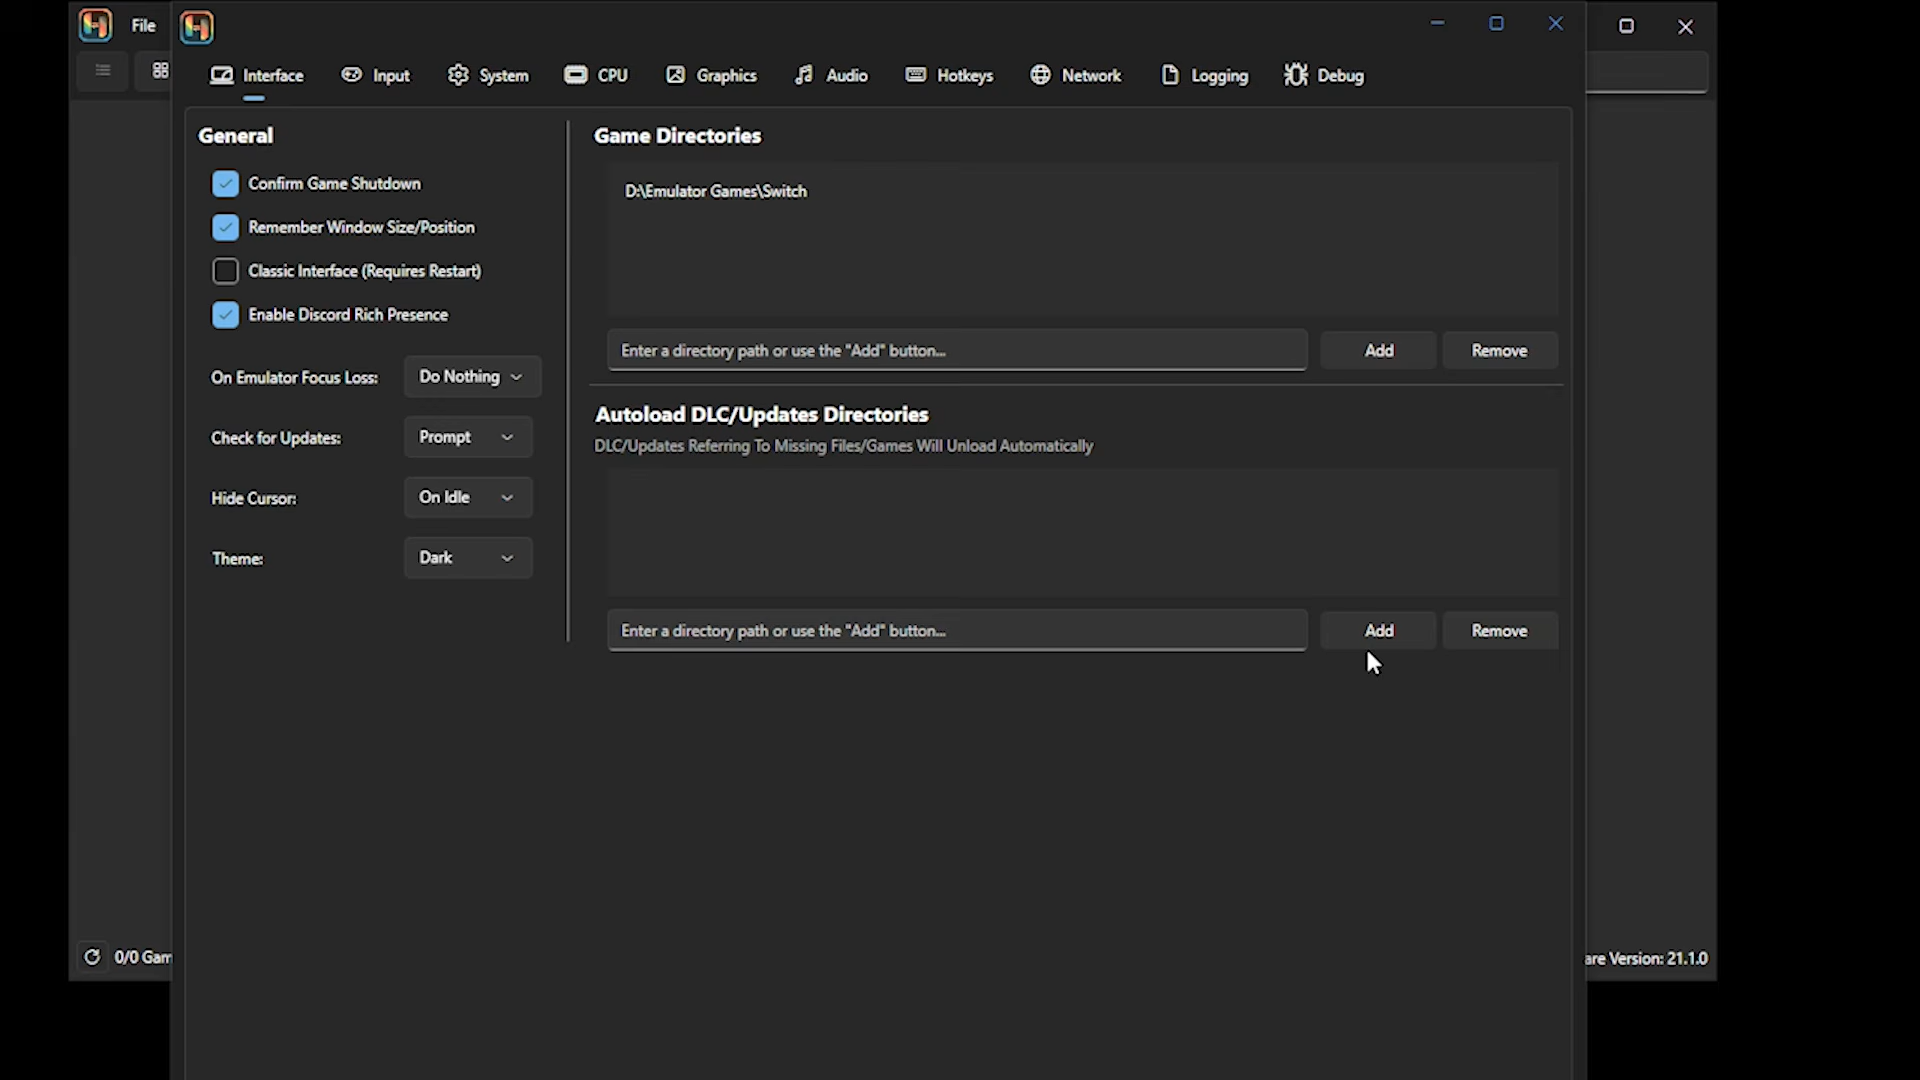 File
Interface
Input
System
CPU
Graphics
Audio
Hotkeys
Network
Logging
Debug
General
Confirm Game Shutdown
Remember Window Size/Position
Classic Interface (Requires Restart)
Enable Discord Rich Presence
On Emulator Focus Loss: Do Nothing
Check for Updates: Prompt
Hide Cursor: On Idle
Theme: Dark
Game Directories
D:\Emulator Games\Switch
Enter a directory path or use the "Add" button...
Add
Remove
Autoload DLC/Updates Directories
DLC/Updates Referring To Missing Files/Games Will Unload Automatically
Enter a directory path or use the "Add" button...
Add
Remove
0/0 Gam
are Version: 21.1.0